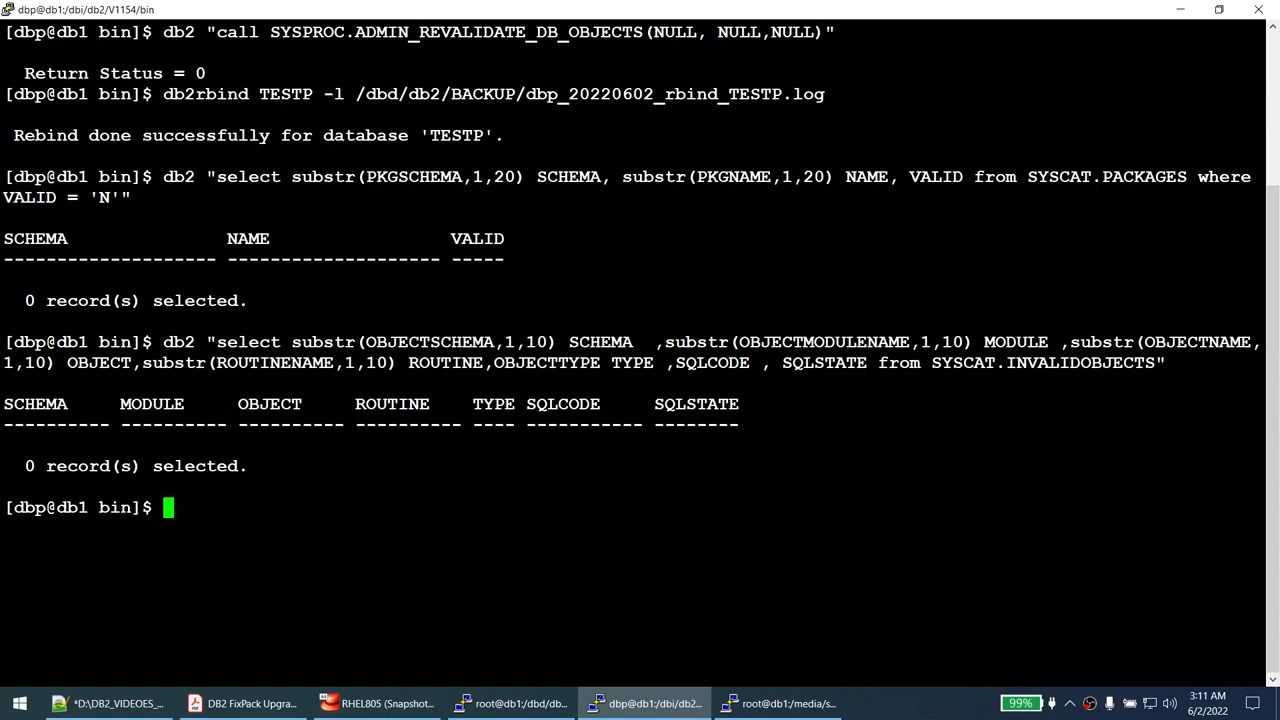 dbp@db1:/dbi/db2/V1154/bin
[dbp@db1 bin]$ db2 "call SYSPROC.ADMIN_REVALIDATE_DB_OBJECTS(NULL, NULL,NULL)"
Return Status = 0
[dbp@db1 bin]$ db2rbind TESTP -l /dbd/db2/BACKUP/dbp_20220602_rbind_TESTP.log
Rebind done successfully for database 'TESTP'.
[dbp@db1 bin]$ db2 "select substr(PKGSCHEMA,1,20) SCHEMA, substr(PKGNAME,1,20) NAME, VALID from SYSCAT.PACKAGES where
VALID = 'N'"
SCHEMA NAME VALID
-------------------- -------------------- -----
0 record(s) selected.
[dbp@db1 bin]$ db2 "select substr(OBJECTSCHEMA,1,10) SCHEMA  ,substr(OBJECTMODULENAME,1,10) MODULE ,substr(OBJECTNAME,
1,10) OBJECT,substr(ROUTINENAME,1,10) ROUTINE,OBJECTTYPE TYPE ,SQLCODE , SQLSTATE from SYSCAT.INVALIDOBJECTS"
SCHEMA MODULE OBJECT ROUTINE TYPE SQLCODE SQLSTATE
---------- ---------- ---------- ---------- ---- ----------- --------
0 record(s) selected.
[dbp@db1 bin]$
*D:\DB2_VIDEOES_...
DB2 FixPack Upgra...
RHEL805 (Snapshot...
root@db1:/dbd/db...
dbp@db1:/dbi/db2...
root@db1:/media/s...
99%
3:11 AM
6/2/2022